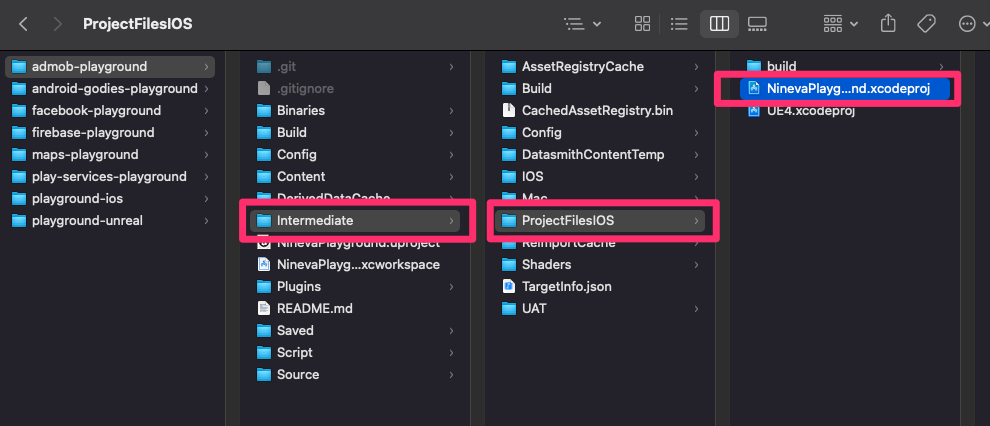 ProjectFilesIOS
admob-playground
android-godies-playground
facebook-playground
firebase-playground
maps-playground
play-services-playground
playground-ios
playground-unreal
.git
.gitignore
Binaries
Build
Config
Content
DerivedDataCache
Intermediate
NinevaPlayground.uproject
NinevaPlayg...xcworkspace
Plugins
README.md
Saved
Script
Source
AssetRegistryCache
Build
CachedAssetRegistry.bin
Config
DatasmithContentTemp
IOS
Mac
ProjectFilesIOS
ReimportCache
Shaders
TargetInfo.json
UAT
build
NinevaPlayg...nd.xcodeproj
UE4.xcodeproj